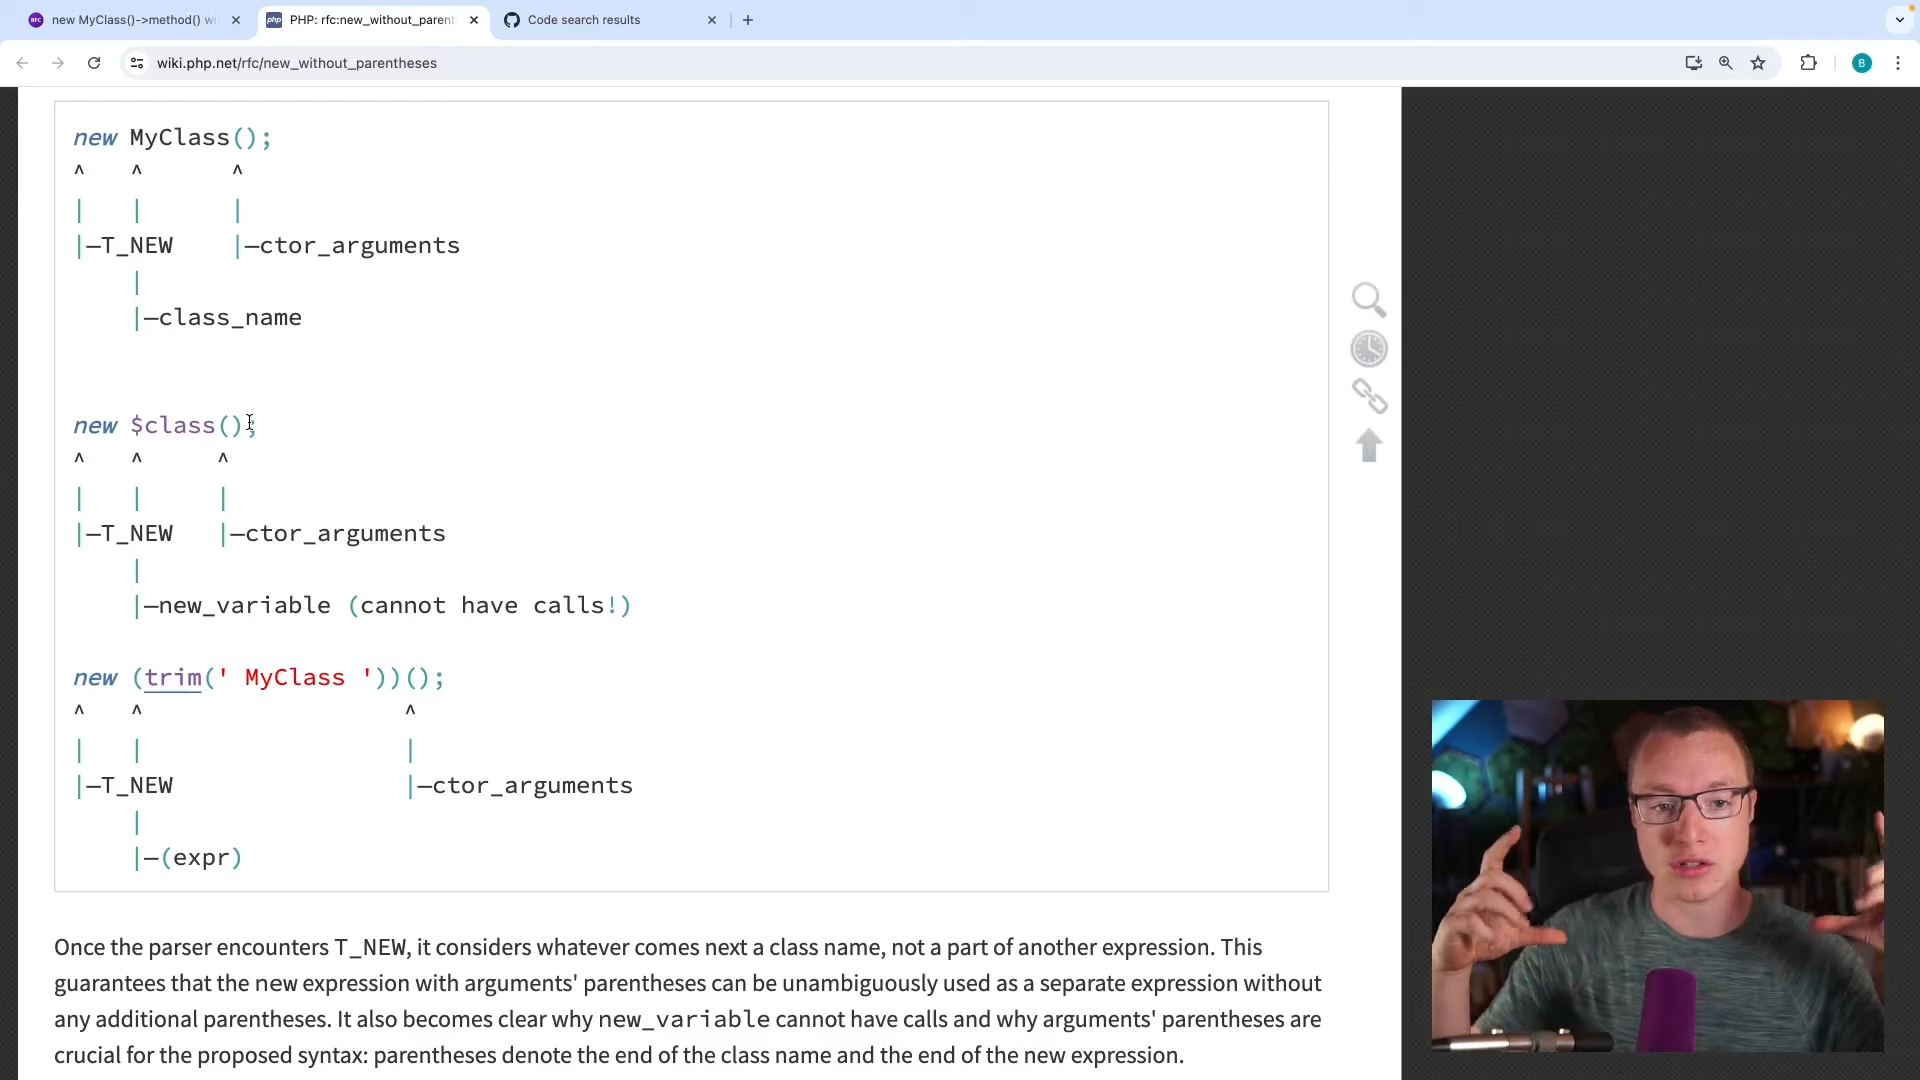 new MyClass()->method() wi
PHP: rfc:new_without_parent
Code search results
wiki.php.net/rfc/new_without_parentheses
B
new MyClass();
^ ^ ^
| | |
|—T_NEW |—ctor_arguments
|
|—class_name
new $class();
^ ^ ^
| | |
|—T_NEW |—ctor_arguments
|
|—new_variable (cannot have calls!)
new (trim(' MyClass '))();
^ ^ ^
| | |
|—T_NEW |—ctor_arguments
|
|—(expr)
Once the parser encounters T_NEW, it considers whatever comes next a class name, not a part of another expression. This
guarantees that the new expression with arguments' parentheses can be unambiguously used as a separate expression without
any additional parentheses. It also becomes clear why new_variable cannot have calls and why arguments' parentheses are
crucial for the proposed syntax: parentheses denote the end of the class name and the end of the new expression.